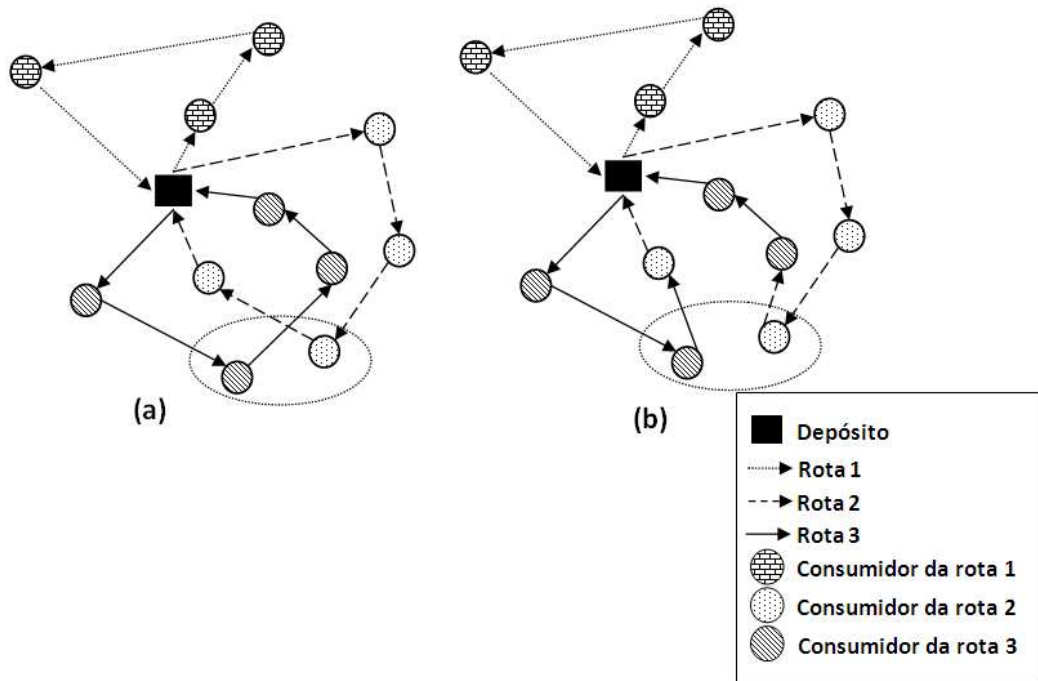 (a)
(b)
Depósito
Rota 1
Rota 2
Rota 3
Consumidor da rota 1
Consumidor da rota 2
Consumidor da rota 3